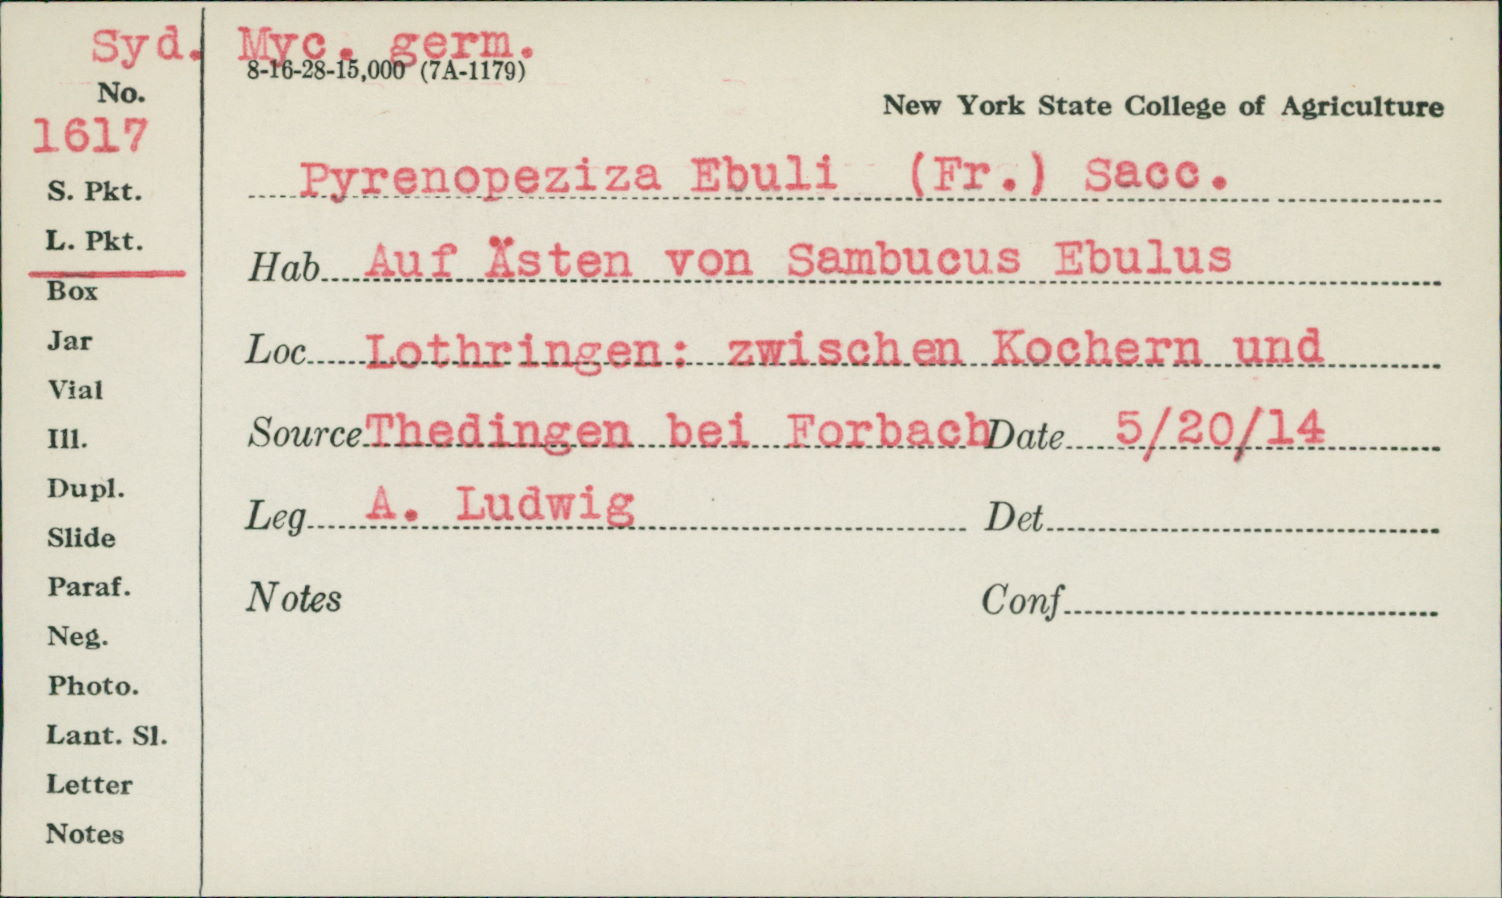 Syd. Myc. germ.
8-16-28-15,000 (7A-1179)
No.
1617
New York State College of Agriculture
S. Pkt.
Pyrenopeziza Ebuli (Fr.) Sacc.
L. Pkt.
Hab. Auf Ästen von Sambucus Ebulus
Box
Jar
Loc. Lothringen: zwischen Kochern und
Vial
Ill.
Source Thedingen bei Forbach Date 5/20/14
Dupl.
Leg. A. Ludwig Det.
Slide
Paraf.
Notes Conf.
Neg.
Photo.
Lant. Sl.
Letter
Notes